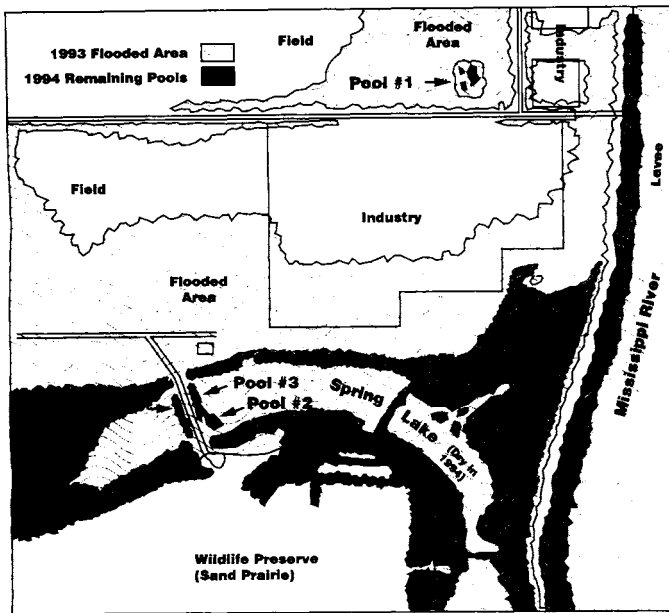 1993 Flooded Area
1994 Remaining Pools
Field
Flooded
Area
Pool #1
Industry
Levee
Field
Industry
Flooded
Area
Mississippi River
Pool #3
Pool #2
Spring
Lake
(Dry in
1994)
Wildlife Preserve
(Sand Prairie)